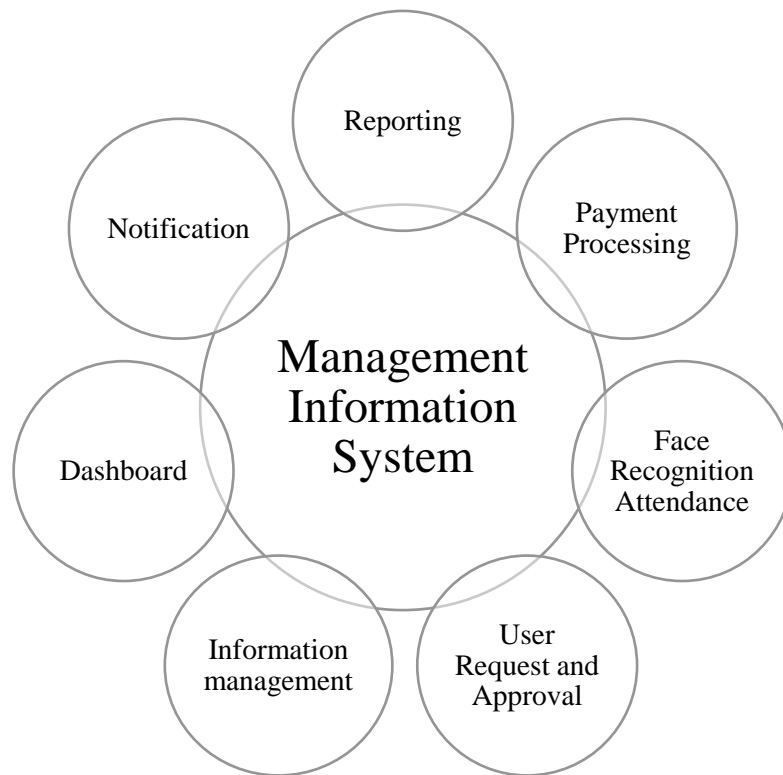 Reporting
Payment
Processing
Face
Recognition
Attendance
User
Request and
Approval
Information
management
Dashboard
Notification
Management
Information
System